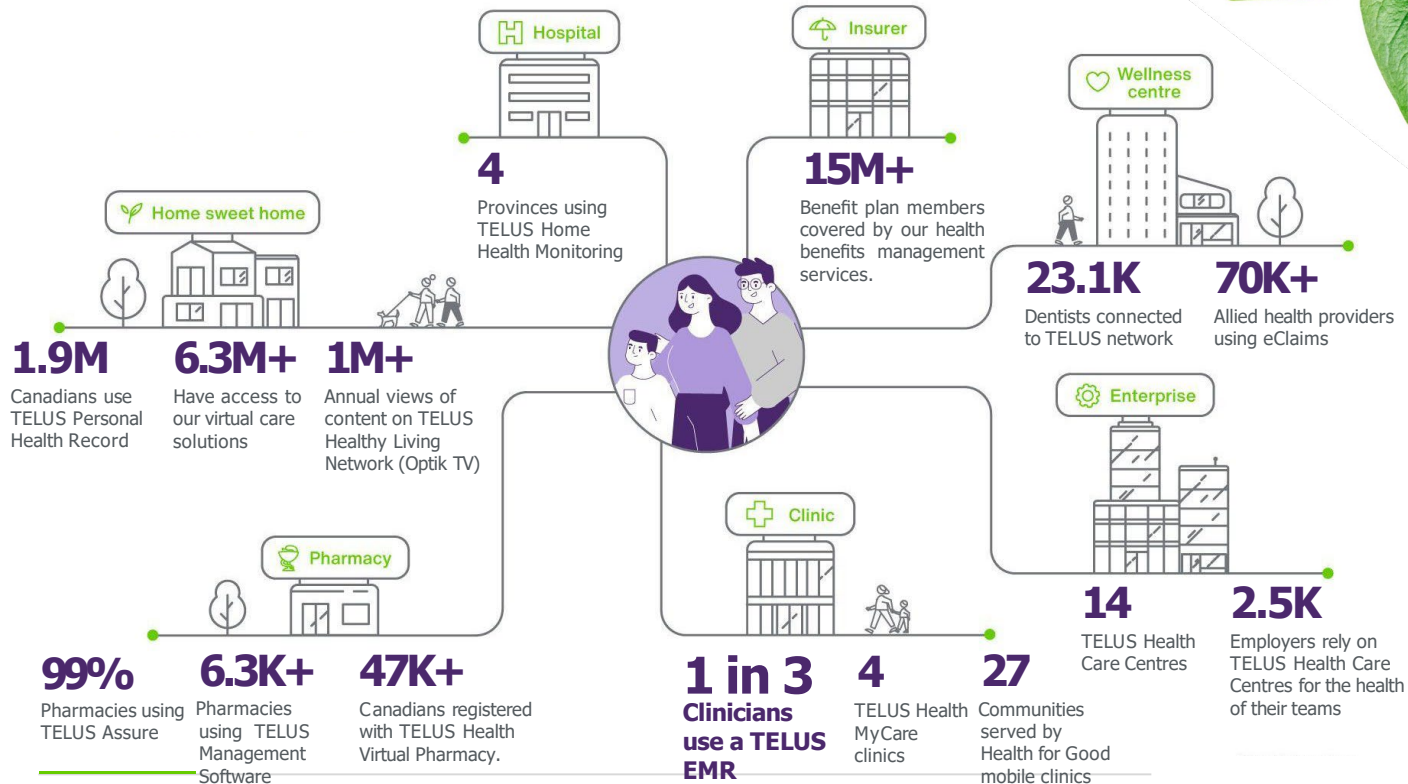 Hospital
4
Provinces using
TELUS Home
Health Monitoring
Insurer
15M+
Benefit plan members
covered by our health
benefits management
services.
Wellness
centre
23.1K
Dentists connected
to TELUS network
70K+
Allied health providers
using eClaims
Home sweet home
1.9M
Canadians use
TELUS Personal
Health Record
6.3M+
Have access to
our virtual care
solutions
1M+
Annual views of
content on TELUS
Healthy Living
Network (Optik TV)
Enterprise
14
TELUS Health
Care Centres
2.5K
Employers rely on
TELUS Health Care
Centres for the health
of their teams
Pharmacy
99%
Pharmacies using
TELUS Assure
6.3K+
Pharmacies
using TELUS
Management
Software
47K+
Canadians registered
with TELUS Health
Virtual Pharmacy.
Clinic
1 in 3
Clinicians
use a TELUS
EMR
4
TELUS Health
MyCare
clinics
27
Communities
served by
Health for Good
mobile clinics